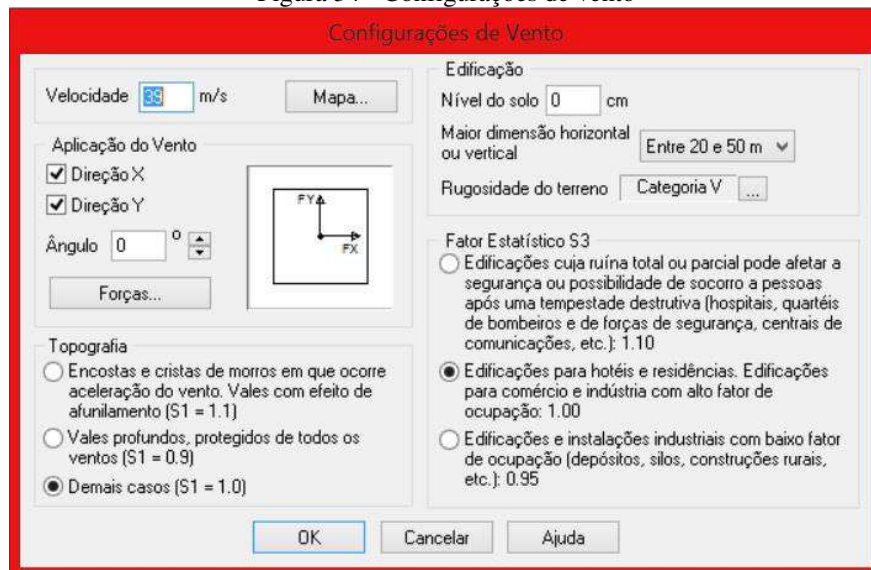 Configurações de Vento
Velocidade 39 m/s Mapa...
Aplicação do Vento
Direção X
Direção Y
Ângulo 0 º
Forças...
FY
FX
Topografia
Encostas e cristas de morros em que ocorre
aceleração do vento. Vales com efeito de
afunilamento (S1 = 1.1)
Vales profundos, protegidos de todos os
ventos (S1 = 0.9)
Demais casos (S1 = 1.0)
Edificação
Nível do solo 0 cm
Maior dimensão horizontal
ou vertical Entre 20 e 50 m
Rugosidade do terreno Categoria V ...
Fator Estatístico S3
Edificações cuja ruína total ou parcial pode afetar a
segurança ou possibilidade de socorro a pessoas
após uma tempestade destrutiva (hospitais, quartéis
de bombeiros e de forças de segurança, centrais de
comunicações, etc.): 1.10
Edificações para hotéis e residências. Edificações
para comércio e indústria com alto fator de
ocupação: 1.00
Edificações e instalações industriais com baixo fator
de ocupação (depósitos, silos, construções rurais,
etc.): 0.95
OK Cancelar Ajuda